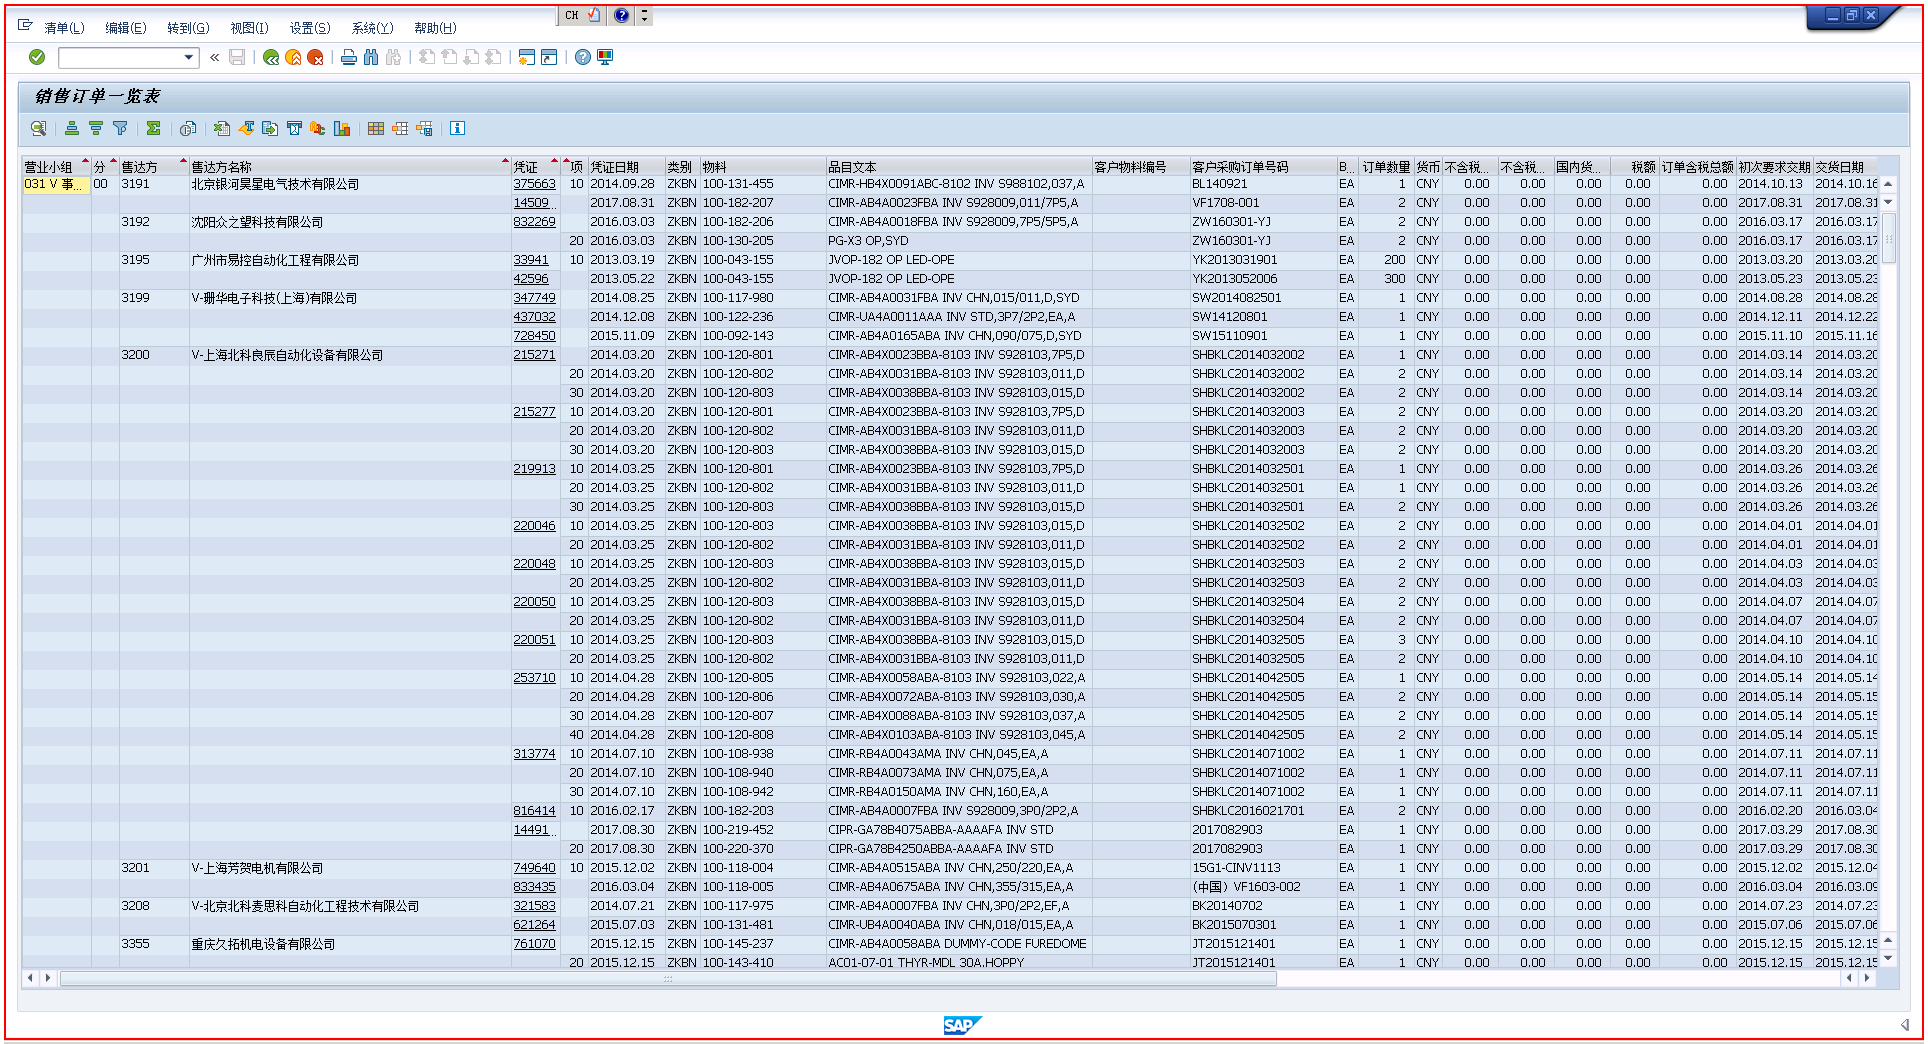 清单(L) 编辑(E) 转到(G) 视图(I) 设置(S) 系统(Y) 帮助(H) CH
销售订单一览表
营业小组 分 售达方 售达方名称 凭证 项 凭证日期 类别 物料 品目文本 客户物料编号 客户采购订单号码 B... 订单数量 货币 不含税... 不含税... 国内货... 税额 订单含税总额 初次要求交期 交货日期
031 V 事... 00 3191 北京银河昊星电气技术有限公司 375663 10 2014.09.28 ZKBN 100-131-455 CIMR-HB4X0091ABC-8102 INV S988102,037,A BL140921 EA 1 CNY 0.00 0.00 0.00 0.00 0.00 2014.10.13 2014.10.16
14509... 2017.08.31 ZKBN 100-182-207 CIMR-AB4A0023FBA INV S928009,011/7P5,A VF1708-001 EA 2 CNY 0.00 0.00 0.00 0.00 0.00 2017.08.31 2017.08.31
3192 沈阳众之望科技有限公司 832269 2016.03.03 ZKBN 100-182-206 CIMR-AB4A0018FBA INV S928009,7P5/5P5,A ZW160301-YJ EA 2 CNY 0.00 0.00 0.00 0.00 0.00 2016.03.17 2016.03.17
20 2016.03.03 ZKBN 100-130-205 PG-X3 OP,SYD ZW160301-YJ EA 2 CNY 0.00 0.00 0.00 0.00 0.00 2016.03.17 2016.03.17
3195 广州市易控自动化工程有限公司 33941 10 2013.03.19 ZKBN 100-043-155 JVOP-182 OP LED-OPE YK2013031901 EA 200 CNY 0.00 0.00 0.00 0.00 0.00 2013.03.20 2013.03.20
42596 2013.05.22 ZKBN 100-043-155 JVOP-182 OP LED-OPE YK2013052006 EA 300 CNY 0.00 0.00 0.00 0.00 0.00 2013.05.23 2013.05.23
3199 V-珊华电子科技(上海)有限公司 347749 2014.08.25 ZKBN 100-117-980 CIMR-AB4A0031FBA INV CHN,015/011,D,SYD SW2014082501 EA 1 CNY 0.00 0.00 0.00 0.00 0.00 2014.08.28 2014.08.28
437032 2014.12.08 ZKBN 100-122-236 CIMR-UA4A0011AAA INV STD,3P7/2P2,EA,A SW14120801 EA 1 CNY 0.00 0.00 0.00 0.00 0.00 2014.12.11 2014.12.22
728450 2015.11.09 ZKBN 100-092-143 CIMR-AB4A0165ABA INV CHN,090/075,D,SYD SW15110901 EA 1 CNY 0.00 0.00 0.00 0.00 0.00 2015.11.10 2015.11.16
3200 V-上海北科良辰自动化设备有限公司 215271 2014.03.20 ZKBN 100-120-801 CIMR-AB4X0023BBA-8103 INV S928103,7P5,D SHBKLC2014032002 EA 1 CNY 0.00 0.00 0.00 0.00 0.00 2014.03.14 2014.03.20
20 2014.03.20 ZKBN 100-120-802 CIMR-AB4X0031BBA-8103 INV S928103,011,D SHBKLC2014032002 EA 2 CNY 0.00 0.00 0.00 0.00 0.00 2014.03.14 2014.03.20
30 2014.03.20 ZKBN 100-120-803 CIMR-AB4X0038BBA-8103 INV S928103,015,D SHBKLC2014032002 EA 2 CNY 0.00 0.00 0.00 0.00 0.00 2014.03.14 2014.03.20
215277 10 2014.03.20 ZKBN 100-120-801 CIMR-AB4X0023BBA-8103 INV S928103,7P5,D SHBKLC2014032003 EA 2 CNY 0.00 0.00 0.00 0.00 0.00 2014.03.20 2014.03.20
20 2014.03.20 ZKBN 100-120-802 CIMR-AB4X0031BBA-8103 INV S928103,011,D SHBKLC2014032003 EA 2 CNY 0.00 0.00 0.00 0.00 0.00 2014.03.20 2014.03.20
30 2014.03.20 ZKBN 100-120-803 CIMR-AB4X0038BBA-8103 INV S928103,015,D SHBKLC2014032003 EA 2 CNY 0.00 0.00 0.00 0.00 0.00 2014.03.20 2014.03.20
219913 10 2014.03.25 ZKBN 100-120-801 CIMR-AB4X0023BBA-8103 INV S928103,7P5,D SHBKLC2014032501 EA 1 CNY 0.00 0.00 0.00 0.00 0.00 2014.03.26 2014.03.26
20 2014.03.25 ZKBN 100-120-802 CIMR-AB4X0031BBA-8103 INV S928103,011,D SHBKLC2014032501 EA 1 CNY 0.00 0.00 0.00 0.00 0.00 2014.03.26 2014.03.26
30 2014.03.25 ZKBN 100-120-803 CIMR-AB4X0038BBA-8103 INV S928103,015,D SHBKLC2014032501 EA 2 CNY 0.00 0.00 0.00 0.00 0.00 2014.03.26 2014.03.26
220046 10 2014.03.25 ZKBN 100-120-803 CIMR-AB4X0038BBA-8103 INV S928103,015,D SHBKLC2014032502 EA 2 CNY 0.00 0.00 0.00 0.00 0.00 2014.04.01 2014.04.01
20 2014.03.25 ZKBN 100-120-802 CIMR-AB4X0031BBA-8103 INV S928103,011,D SHBKLC2014032502 EA 2 CNY 0.00 0.00 0.00 0.00 0.00 2014.04.01 2014.04.01
220048 10 2014.03.25 ZKBN 100-120-803 CIMR-AB4X0038BBA-8103 INV S928103,015,D SHBKLC2014032503 EA 2 CNY 0.00 0.00 0.00 0.00 0.00 2014.04.03 2014.04.03
20 2014.03.25 ZKBN 100-120-802 CIMR-AB4X0031BBA-8103 INV S928103,011,D SHBKLC2014032503 EA 2 CNY 0.00 0.00 0.00 0.00 0.00 2014.04.03 2014.04.03
220050 10 2014.03.25 ZKBN 100-120-803 CIMR-AB4X0038BBA-8103 INV S928103,015,D SHBKLC2014032504 EA 2 CNY 0.00 0.00 0.00 0.00 0.00 2014.04.07 2014.04.07
20 2014.03.25 ZKBN 100-120-802 CIMR-AB4X0031BBA-8103 INV S928103,011,D SHBKLC2014032504 EA 2 CNY 0.00 0.00 0.00 0.00 0.00 2014.04.07 2014.04.07
220051 10 2014.03.25 ZKBN 100-120-803 CIMR-AB4X0038BBA-8103 INV S928103,015,D SHBKLC2014032505 EA 3 CNY 0.00 0.00 0.00 0.00 0.00 2014.04.10 2014.04.10
20 2014.03.25 ZKBN 100-120-802 CIMR-AB4X0031BBA-8103 INV S928103,011,D SHBKLC2014032505 EA 2 CNY 0.00 0.00 0.00 0.00 0.00 2014.04.10 2014.04.10
253710 10 2014.04.28 ZKBN 100-120-805 CIMR-AB4X0058ABA-8103 INV S928103,022,A SHBKLC2014042505 EA 1 CNY 0.00 0.00 0.00 0.00 0.00 2014.05.14 2014.05.14
20 2014.04.28 ZKBN 100-120-806 CIMR-AB4X0072ABA-8103 INV S928103,030,A SHBKLC2014042505 EA 2 CNY 0.00 0.00 0.00 0.00 0.00 2014.05.14 2014.05.14
30 2014.04.28 ZKBN 100-120-807 CIMR-AB4X0088ABA-8103 INV S928103,037,A SHBKLC2014042505 EA 2 CNY 0.00 0.00 0.00 0.00 0.00 2014.05.14 2014.05.15
40 2014.04.28 ZKBN 100-120-808 CIMR-AB4X0103ABA-8103 INV S928103,045,A SHBKLC2014042505 EA 2 CNY 0.00 0.00 0.00 0.00 0.00 2014.05.14 2014.05.15
313774 10 2014.07.10 ZKBN 100-108-938 CIMR-RB4A0043AMA INV CHN,045,EA,A SHBKLC2014071002 EA 1 CNY 0.00 0.00 0.00 0.00 0.00 2014.07.11 2014.07.11
20 2014.07.10 ZKBN 100-108-940 CIMR-RB4A0073AMA INV CHN,075,EA,A SHBKLC2014071002 EA 1 CNY 0.00 0.00 0.00 0.00 0.00 2014.07.11 2014.07.11
30 2014.07.10 ZKBN 100-108-942 CIMR-RB4A0150AMA INV CHN,160,EA,A SHBKLC2014071002 EA 1 CNY 0.00 0.00 0.00 0.00 0.00 2014.07.11 2014.07.11
816414 10 2016.02.17 ZKBN 100-182-203 CIMR-AB4A0007FBA INV S928009,3P0/2P2,A SHBKLC2016021701 EA 2 CNY 0.00 0.00 0.00 0.00 0.00 2016.02.20 2016.03.04
14491... 2017.08.30 ZKBN 100-219-452 CIPR-GA78B4075ABBA-AAAAFA INV STD 2017082903 EA 1 CNY 0.00 0.00 0.00 0.00 0.00 2017.03.29 2017.08.30
20 2017.08.30 ZKBN 100-220-370 CIPR-GA78B4250ABBA-AAAAFA INV STD 2017082903 EA 1 CNY 0.00 0.00 0.00 0.00 0.00 2017.03.29 2017.08.30
3201 V-上海芳贺电机有限公司 749640 10 2015.12.02 ZKBN 100-118-004 CIMR-AB4A0515ABA INV CHN,250/220,EA,A 15G1-CINV1113 EA 1 CNY 0.00 0.00 0.00 0.00 0.00 2015.12.02 2015.12.04
833435 2016.03.04 ZKBN 100-118-005 CIMR-AB4A0675ABA INV CHN,355/315,EA,A (中国) VF1603-002 EA 1 CNY 0.00 0.00 0.00 0.00 0.00 2016.03.04 2016.03.09
3208 V-北京北科麦思科自动化工程技术有限公司 321583 2014.07.21 ZKBN 100-117-975 CIMR-AB4A0007FBA INV CHN,3P0/2P2,EF,A BK20140702 EA 1 CNY 0.00 0.00 0.00 0.00 0.00 2014.07.23 2014.07.23
621264 2015.07.03 ZKBN 100-131-481 CIMR-UB4A0040ABA INV CHN,018/015,EA,A BK2015070301 EA 1 CNY 0.00 0.00 0.00 0.00 0.00 2015.07.06 2015.07.06
3355 重庆久拓机电设备有限公司 761070 2015.12.15 ZKBN 100-145-237 CIMR-AB4A0058ABA DUMMY-CODE FUREDOME JT2015121401 EA 1 CNY 0.00 0.00 0.00 0.00 0.00 2015.12.15 2015.12.15
20 2015.12.15 ZKBN 100-143-410 AC01-07-01 THYR-MDL 30A.HOPPY JT2015121401 EA 1 CNY 0.00 0.00 0.00 0.00 0.00 2015.12.15 2015.12.15
SAP